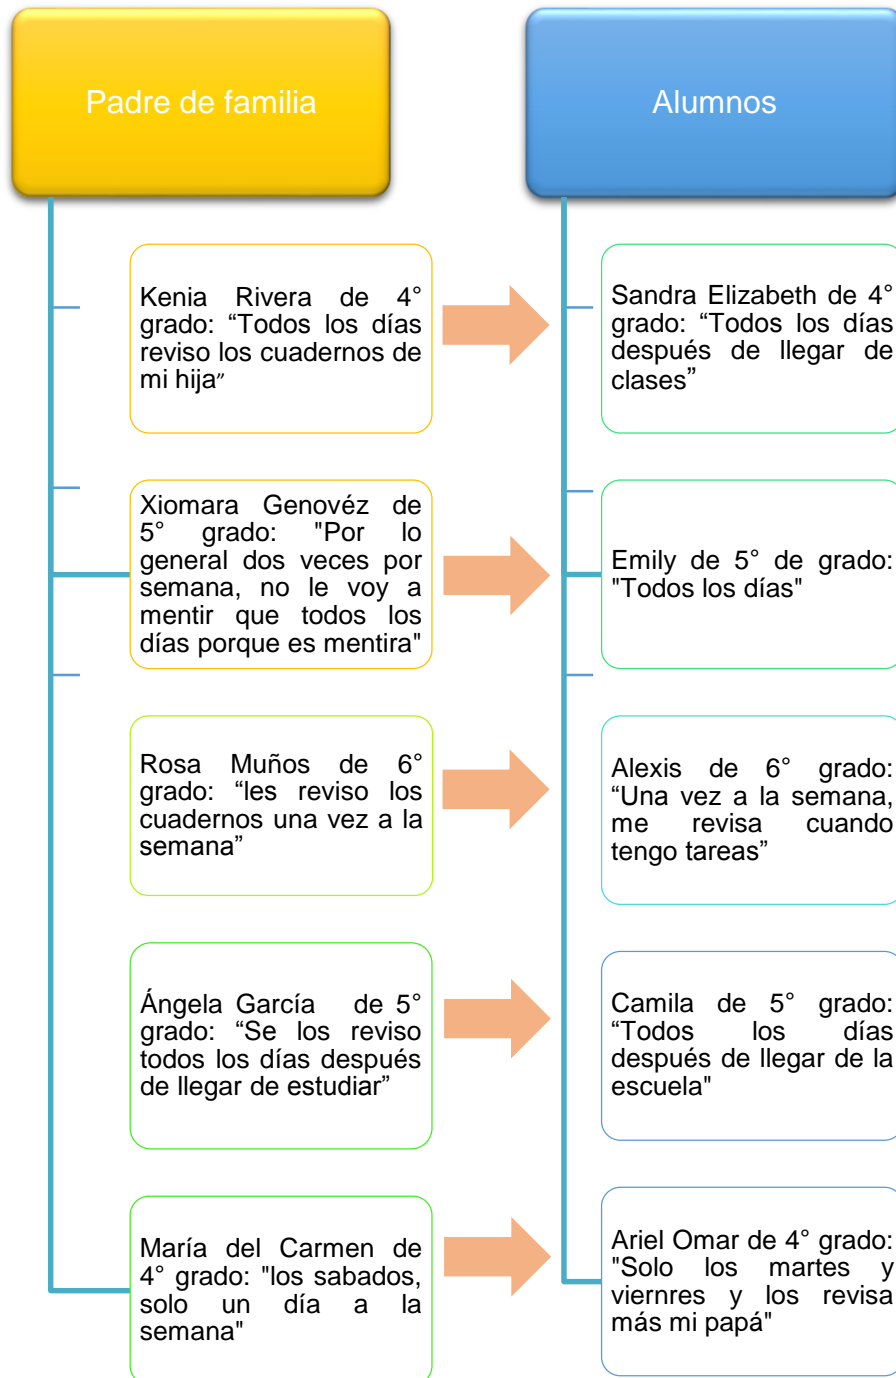 Padre de familia
Alumnos
Kenia Rivera de 4°
grado: “Todos los días
reviso los cuadernos de
mi hija”
Sandra Elizabeth de 4°
grado: “Todos los días
después de llegar de
clases”
Xiomara Genovéz de
5° grado: "Por lo
general dos veces por
semana, no le voy a
mentir que todos los
días porque es mentira"
Emily de 5° de grado:
"Todos los días"
Rosa Muños de 6°
grado: “les reviso los
cuadernos una vez a la
semana”
Alexis de 6° grado:
“Una vez a la semana,
me revisa cuando
tengo tareas”
Ángela García de 5°
grado: “Se los reviso
todos los días después
de llegar de estudiar”
Camila de 5° grado:
“Todos los días
después de llegar de la
escuela"
María del Carmen de
4° grado: "los sabados,
solo un día a la
semana"
Ariel Omar de 4° grado:
"Solo los martes y
viernres y los revisa
más mi papá"